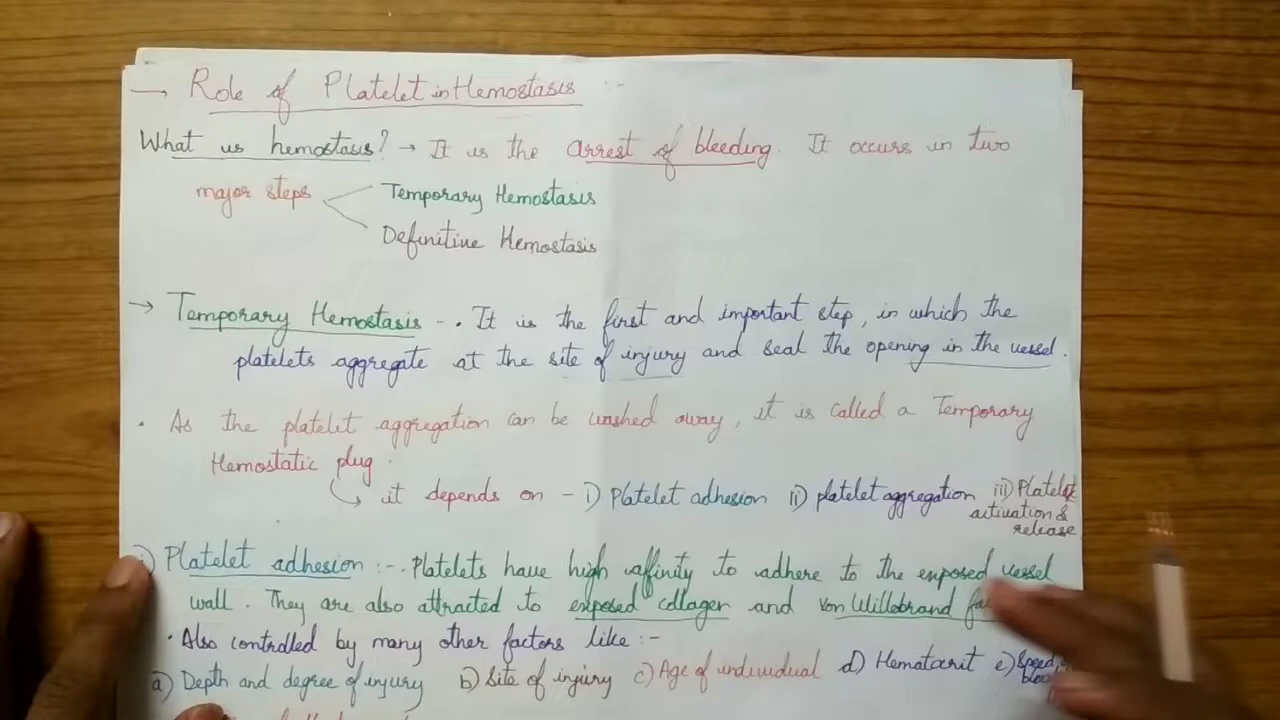 → Role of Platelet in Hemostasis :-
What is hemostasis? → It is the arrest of bleeding. It occurs in two
major steps
Temporary Hemostasis
Definitive Hemostasis
→ Temporary Hemostasis - . It is the first and important step, in which the
platelets aggregate at the site of injury and seal the opening in the vessel.
• As the platelet aggregation can be washed away, it is called a Temporary
Hemostatic plug.
↳ it depends on - i) Platelet adhesion ii) platelet aggregation iii) Platelet
activation &
release
i) Platelet adhesion :- . Platelets have high affinity to adhere to the exposed vessel
wall. They are also attracted to exposed collagen and von Willebrand
• Also controlled by many other factors like :-
a) Depth and degree of injury b) Site of injury c) Age of individual d) Hematocrit e) Speed